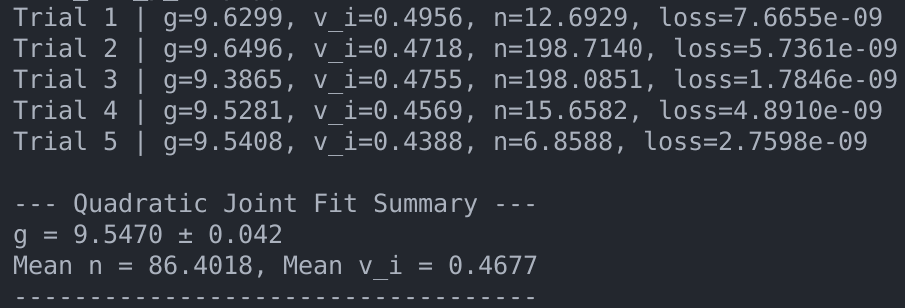 Trial 1 | g=9.6299, v_i=0.4956, n=12.6929, loss=7.6655e-09
Trial 2 | g=9.6496, v_i=0.4718, n=198.7140, loss=5.7361e-09
Trial 3 | g=9.3865, v_i=0.4755, n=198.0851, loss=1.7846e-09
Trial 4 | g=9.5281, v_i=0.4569, n=15.6582, loss=4.8910e-09
Trial 5 | g=9.5408, v_i=0.4388, n=6.8588, loss=2.7598e-09
--- Quadratic Joint Fit Summary ---
g = 9.5470 ± 0.042
Mean n = 86.4018, Mean v_i = 0.4677
-----------------------------------